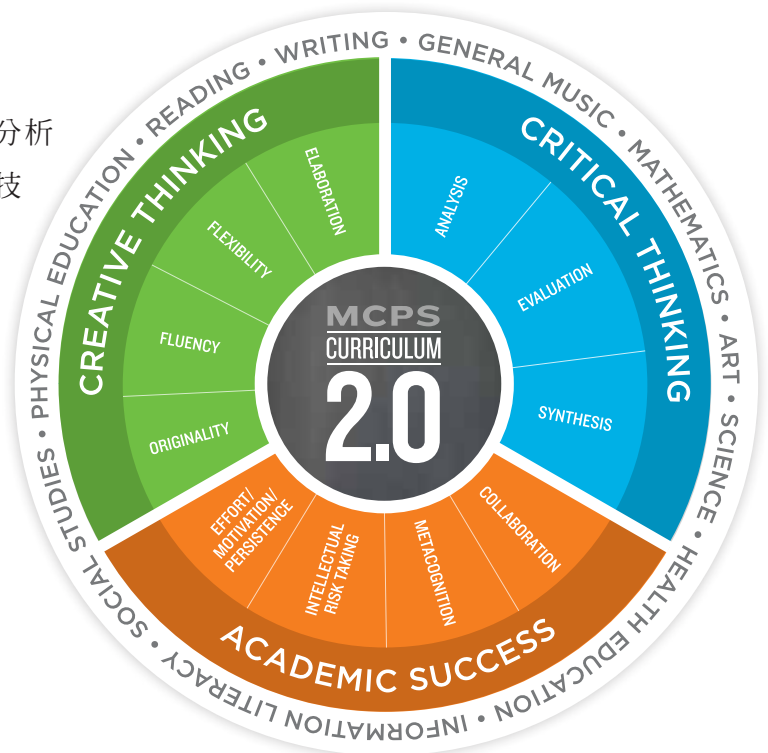 分析
技
WRITING • GENERAL MUSIC • MATHEMATICS • ART • SCIENCE • HEALTH EDUCATION • INFORMATION LITERACY • SOCIAL STUDIES • PHYSICAL EDUCATION • READING •
CREATIVE THINKING
ELABORATION
FLEXIBILITY
FLUENCY
ORIGINALITY
CRITICAL THINKING
ANALYSIS
EVALUATION
SYNTHESIS
MCPS
CURRICULUM
2.0
EFFORT/
MOTIVATION/
PERSISTENCE
INTELLECTUAL
RISK TAKING
METACOGNITION
COLLABORATION
ACADEMIC SUCCESS